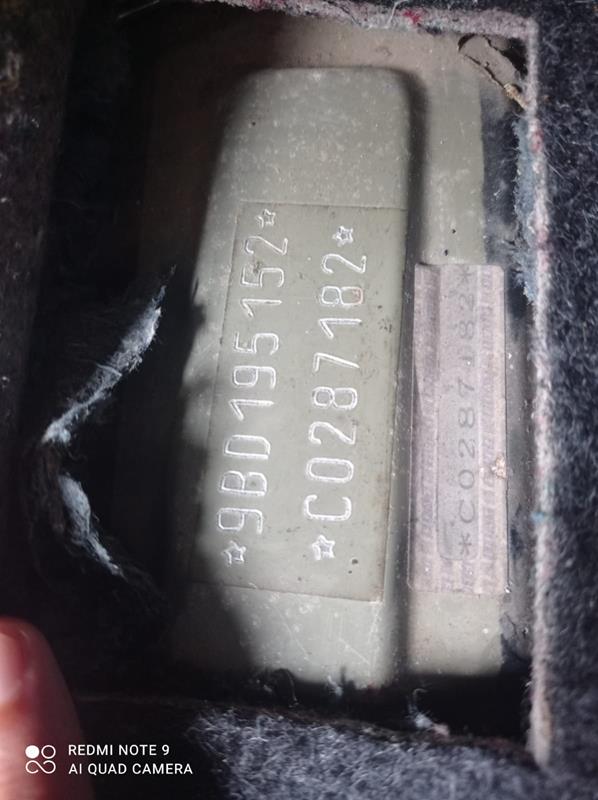 ☆9BD195152☆
☆C0287182☆
*C0287182*
REDMI NOTE 9
AI QUAD CAMERA